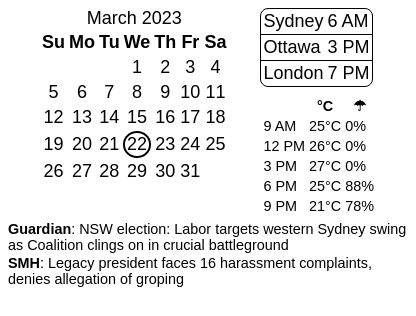 March 2023
Su Mo Tu We Th Fr Sa
1 2 3 4
5 6 7 8 9 10 11
12 13 14 15 16 17 18
19 20 21 22 23 24 25
26 27 28 29 30 31
Sydney 6 AM
Ottawa 3 PM
London 7 PM
°C ☂
9 AM 25°C 0%
12 PM 26°C 0%
3 PM 27°C 0%
6 PM 25°C 88%
9 PM 21°C 78%
Guardian: NSW election: Labor targets western Sydney swing
as Coalition clings on in crucial battleground
SMH: Legacy president faces 16 harassment complaints,
denies allegation of groping